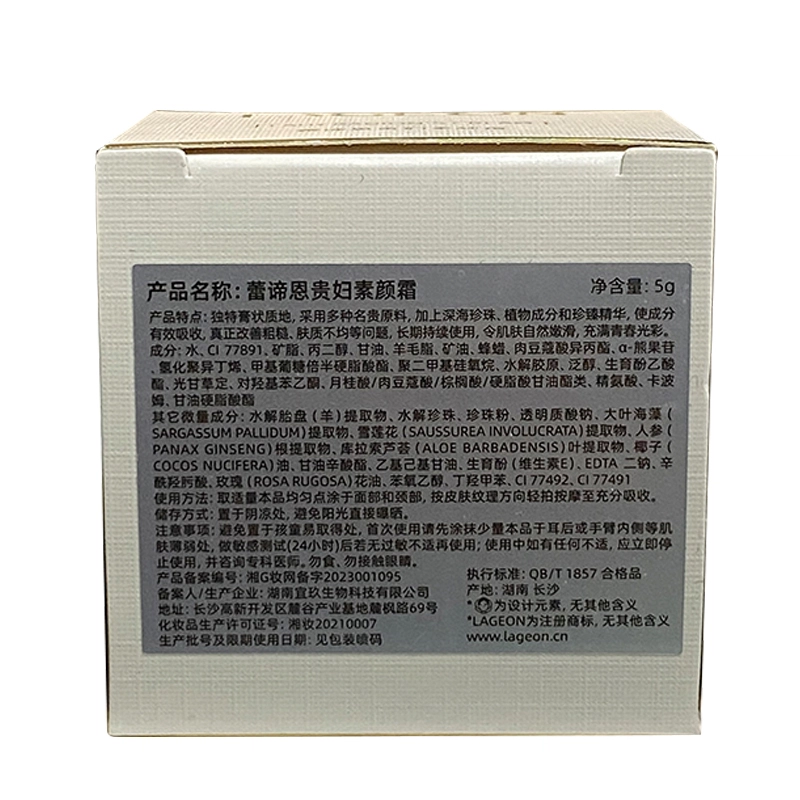 产品名称：蕾谛恩贵妇素颜霜
净含量：5g
产品特点：独特膏状质地，采用多种名贵原料，加上深海珍珠、植物成分和珍臻精华，使成分
有效吸收，真正改善粗糙、肤质不均等问题，长期持续使用，令肌肤自然嫩滑，充满青春光彩。
成分：水、CI 77891、矿脂、丙二醇、甘油、羊毛脂、矿油、蜂蜡、肉豆蔻酸异丙酯、α-熊果苷
、氢化聚异丁烯、甲基葡糖倍半硬脂酸酯、聚二甲基硅氧烷、水解胶原、泛醇、生育酚乙酸
酯、光甘草定、对羟基苯乙酮、月桂酸/肉豆蔻酸/棕榈酸/硬脂酸甘油酯类、精氨酸、卡波
姆、甘油硬脂酸酯
其它微量成分：水解胎盘（羊）提取物、水解珍珠、珍珠粉、透明质酸钠、大叶海藻（
SARGASSUM PALLIDUM）提取物、雪莲花（SAUSSUREA INVOLUCRATA）提取物、人参（
PANAX GINSENG）根提取物、库拉索芦荟（ALOE BARBADENSIS）叶提取物、椰子（
COCOS NUCIFERA）油、甘油辛酸酯、乙基己基甘油、生育酚（维生素E）、EDTA 二钠、辛
酰羟肟酸、玫瑰（ROSA RUGOSA）花油、苯氧乙醇、丁羟甲苯、CI 77492、CI 77491
使用方法：取适量本品均匀点涂于面部和颈部，按皮肤纹理方向轻拍按摩至充分吸收。
储存方式：置于阴凉处，避免阳光直接曝晒。
注意事项：避免置于孩童易取得处，首次使用请先涂抹少量本品于耳后或手臂内侧等肌
肤薄弱处，做敏感测试(24小时)后若无过敏不适再使用；使用中如有任何不适，应立即停
止使用，并咨询专科医师。勿食、勿接触眼睛。
产品备案编号：湘G妆网备字2023001095
备案人/生产企业：湖南宜玖生物科技有限公司
地址：长沙高新开发区麓谷产业基地麓枫路69号
化妆品生产许可证号：湘妆20210007
生产批号及限期使用日期：见包装喷码
执行标准：QB/T 1857 合格品
产地：湖南 长沙
*为设计元素，无其他含义
*LAGEON为注册商标，无其他含义
www.lageon.cn